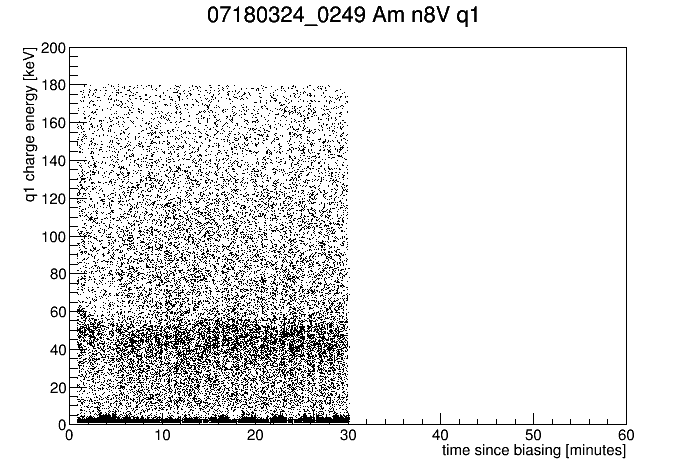 07180324_0249 Am n8V q1
q1 charge energy [keV]
200
180
160
140
120
100
80
60
40
20
0
0 10 20 30 40 50 60
time since biasing [minutes]